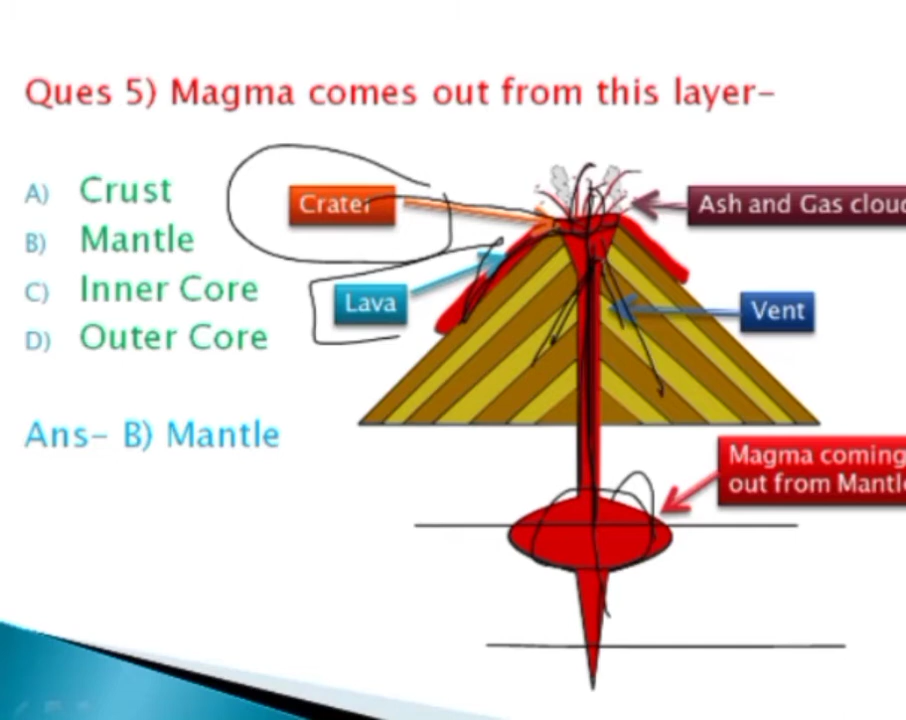 Ques 5) Magma comes out from this layer-
A) Crust
B) Mantle
C) Inner Core
D) Outer Core
Ans- B) Mantle
Crater
Lava
Ash and Gas clou
Vent
Magma coming
out from Mantle